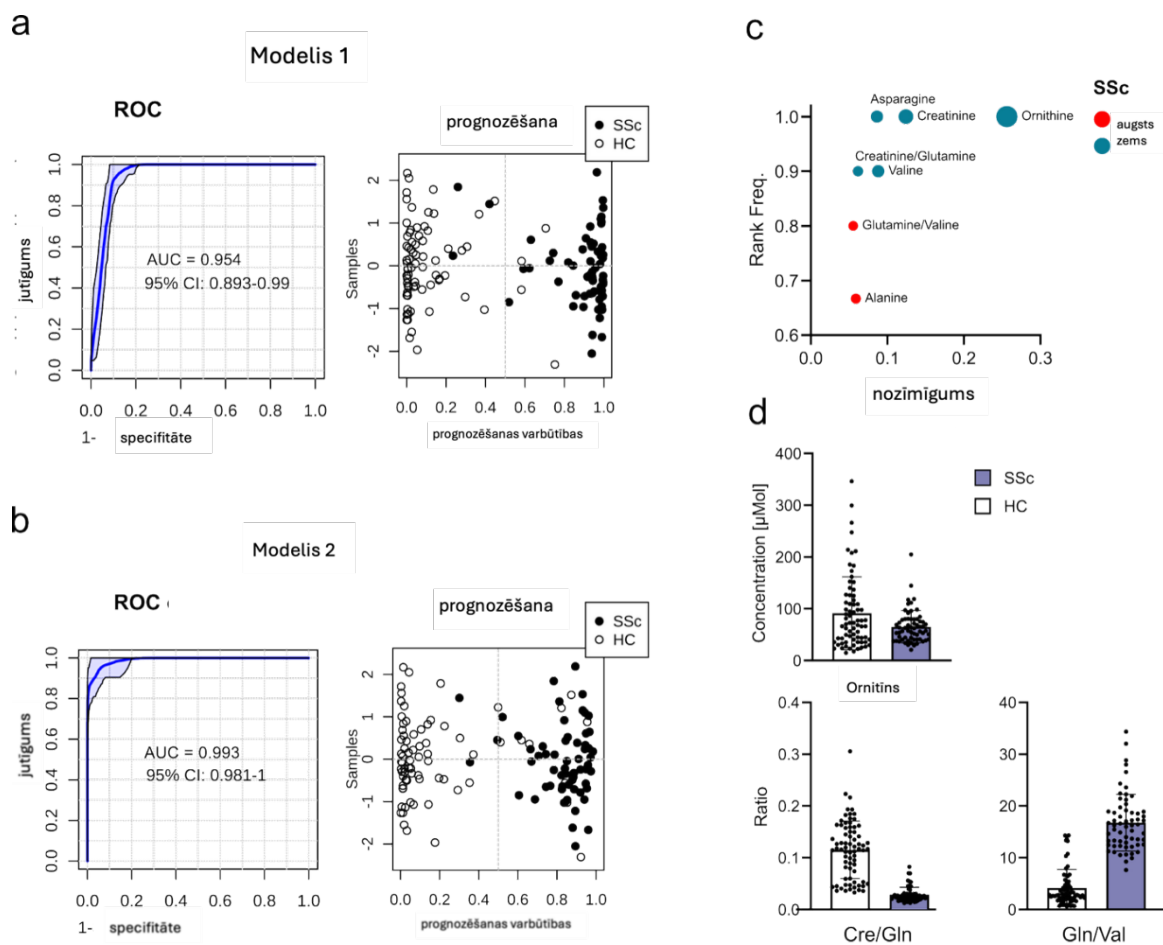 a
Modelis 1
ROC
jutīgums
1.0
0.8
0.6
0.4
0.2
0.0
AUC = 0.954
95% CI: 0.893-0.99
0.0 0.2 0.4 0.6 0.8 1.0
1- specifitāte
prognozēšana
SSc
HC
Samples
2
1
0
-1
-2
0.0 0.2 0.4 0.6 0.8 1.0
prognozēšanas varbūtības
b
Modelis 2
ROC
jutīgums
1.0
0.8
0.6
0.4
0.2
0.0
AUC = 0.993
95% CI: 0.981-1
0.0 0.2 0.4 0.6 0.8 1.0
1- specifitāte
prognozēšana
SSc
HC
Samples
2
1
0
-1
-2
0.0 0.2 0.4 0.6 0.8 1.0
prognozēšanas varbūtības
c
SSc
augsts
zems
Rank Freq.
1.0
0.9
0.8
0.7
0.6
Asparagine
Creatinine
Ornithine
Creatinine/Glutamine
Valine
Glutamine/Valine
Alanine
0.0 0.1 0.2 0.3
nozīmīgums
d
Concentration [µMol]
400
300
200
100
0
Ornitīns
SSc
HC
Ratio
0.4
0.3
0.2
0.1
0.0
Cre/Gln
40
30
20
10
0
Gln/Val